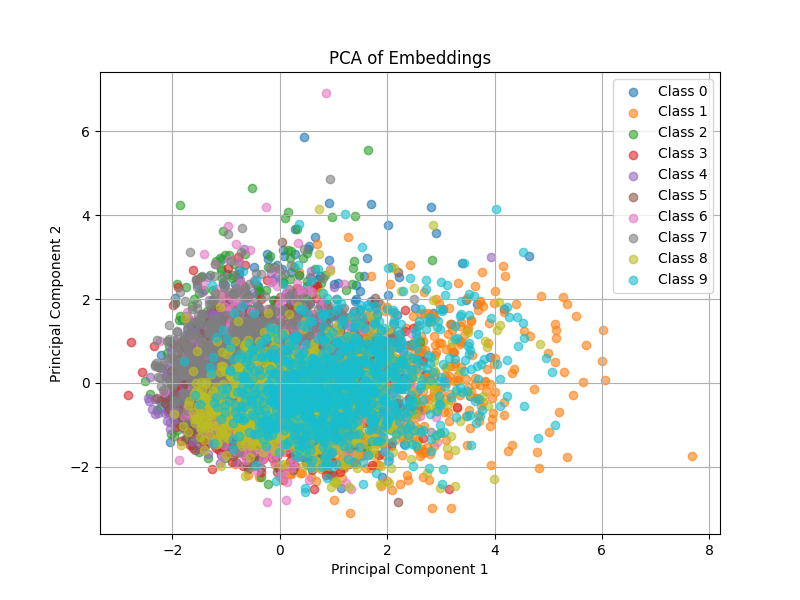 PCA of Embeddings
Class 0
Class 1
Class 2
Class 3
Class 4
Class 5
Class 6
Class 7
Class 8
Class 9
Principal Component 2
6
4
2
0
−2
−2
0
2
4
6
8
Principal Component 1